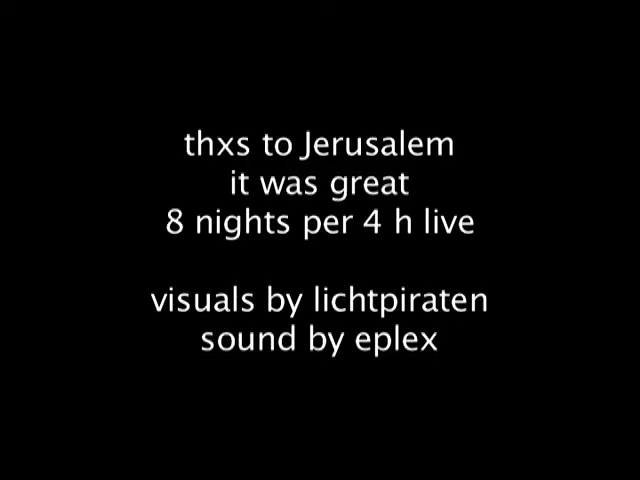 thxs to Jerusalem
it was great
8 nights per 4 h live
visuals by lichtpiraten
sound by eplex